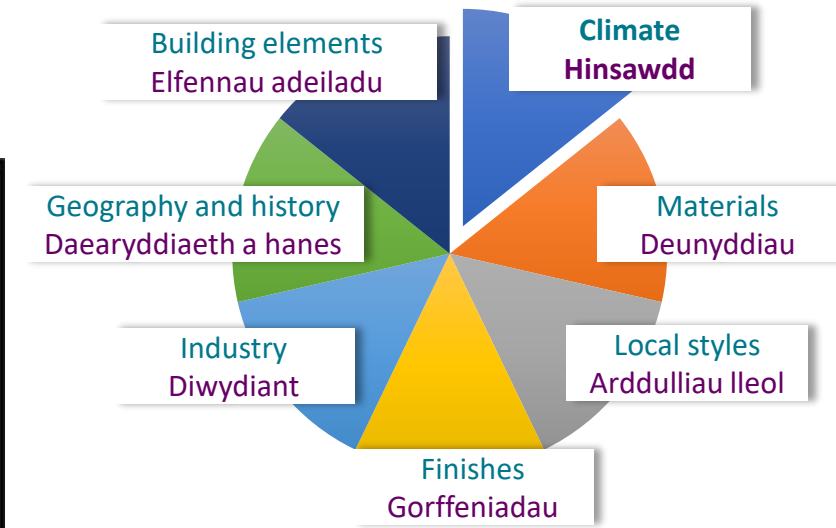 Climate
Hinsawdd
Materials
Deunyddiau
Local styles
Arddulliau lleol
Finishes
Gorffeniadau
Industry
Diwydiant
Geography and history
Daearyddiaeth a hanes
Building elements
Elfennau adeiladu